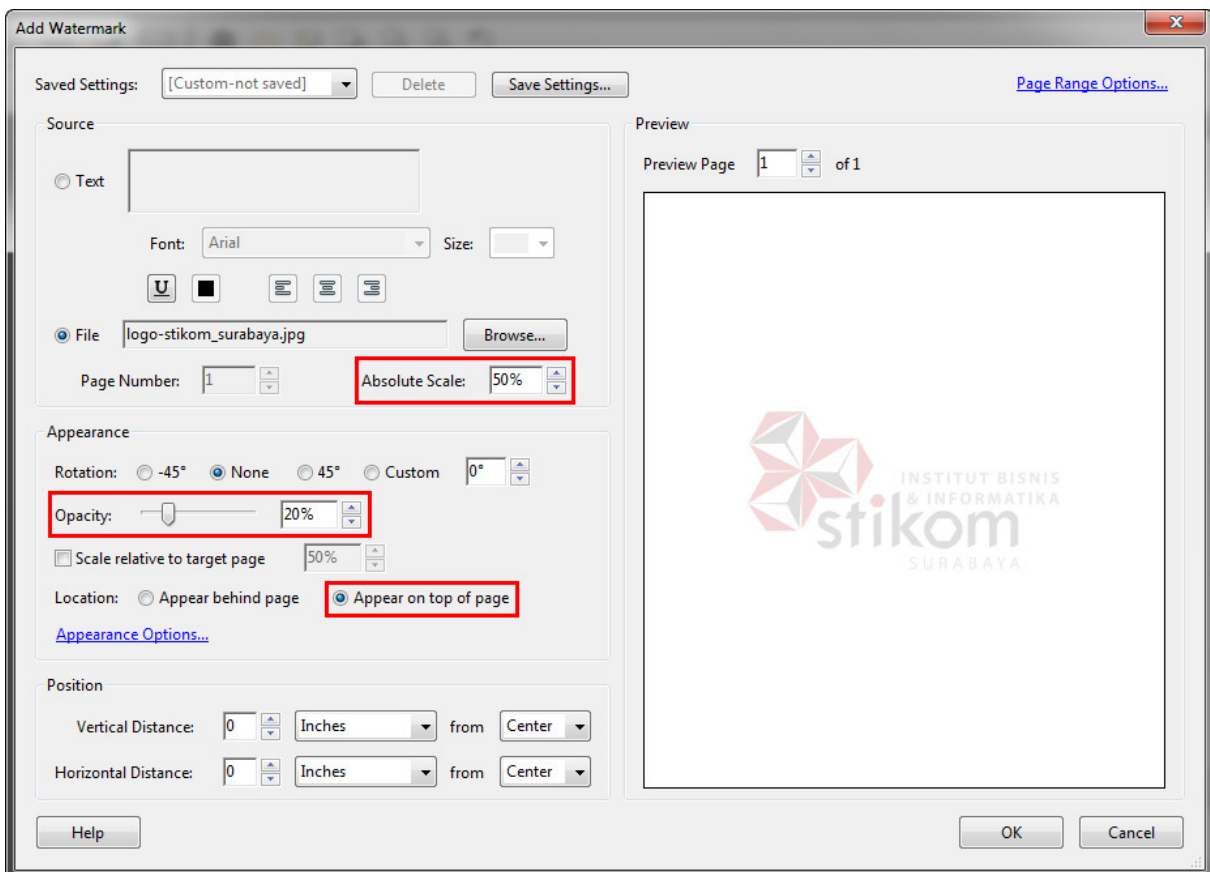 Add Watermark
Saved Settings: [Custom-not saved] Delete Save Settings... Page Range Options...
Source
Text
Font: Arial Size:
U
File logo-stikom_surabaya.jpg Browse...
Page Number: 1 Absolute Scale: 50%
Appearance
Rotation: -45° None 45° Custom 0°
Opacity: 20%
Scale relative to target page 50%
Location: Appear behind page Appear on top of page
Appearance Options...
Position
Vertical Distance: 0 Inches from Center
Horizontal Distance: 0 Inches from Center
Preview
Preview Page 1 of 1
INSTITUT BISNIS
& INFORMATIKA
stikom
SURABAYA
Help OK Cancel